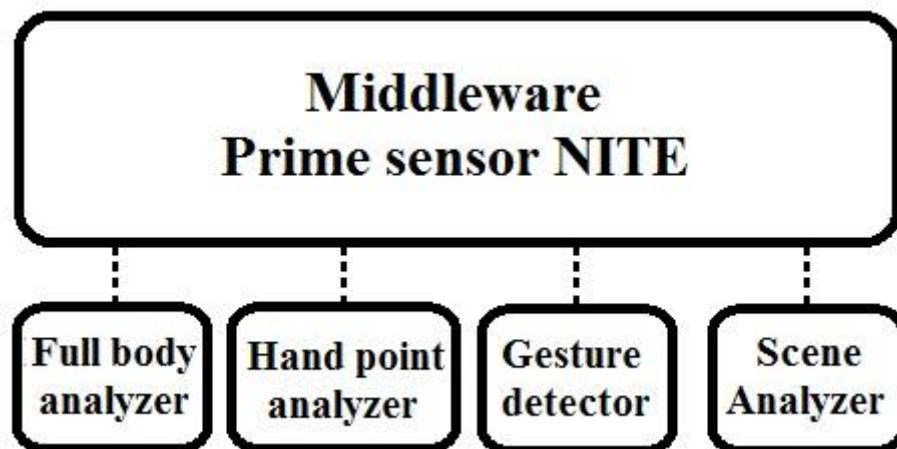 Middleware
Prime sensor NITE
Full body
analyzer
Hand point
analyzer
Gesture
detector
Scene
Analyzer